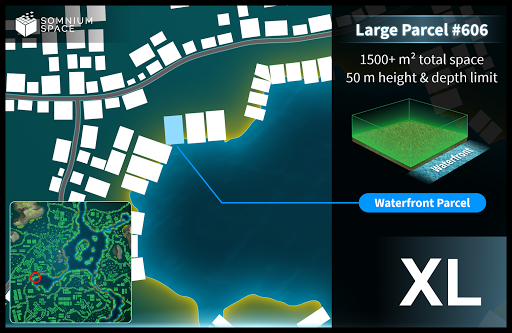 SOMNIUM
SPACE
Large Parcel #606
1500+ m² total space
50 m height & depth limit
Waterfront
Waterfront Parcel
XL